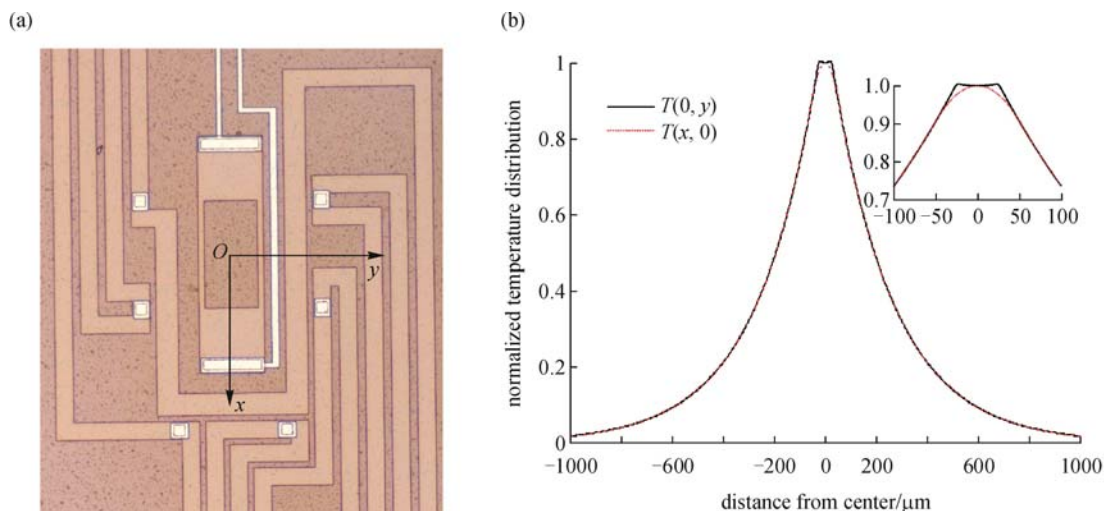 (a)
(b)
O
y
x
normalized temperature distribution
1
0.8
0.6
0.4
0.2
0
T(0, y)
T(x, 0)
1.0
0.9
0.8
0.7
−100 −50 0 50 100
−1000 −600 −200 0 200 600 1000
distance from center/μm